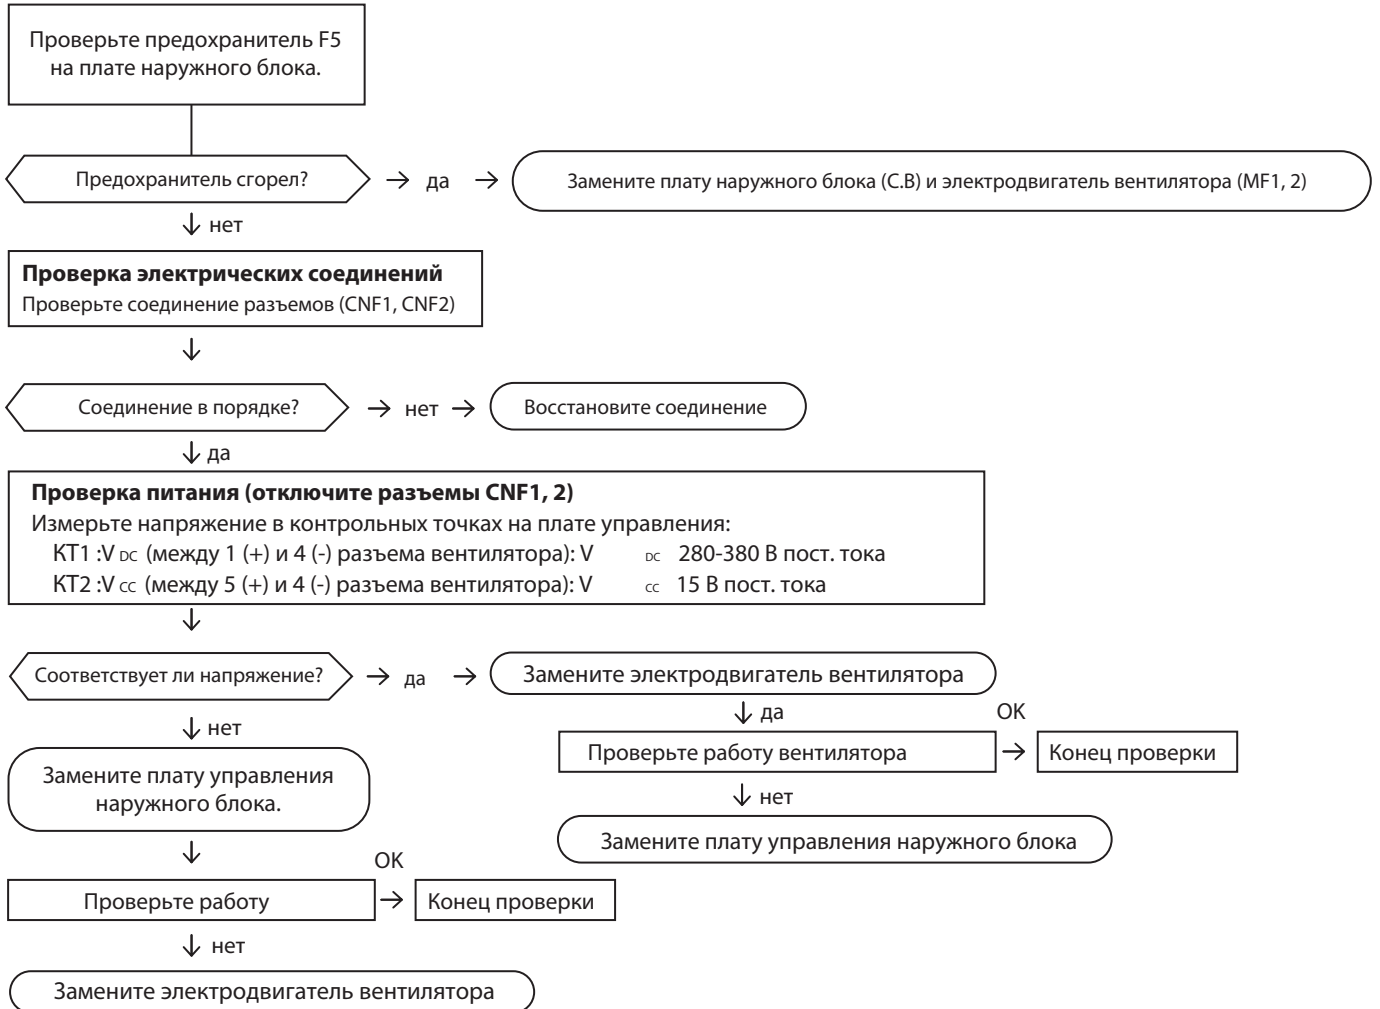 Проверьте предохранитель F5
на плате наружного блока.
Предохранитель сгорел?
да
Замените плату наружного блока (C.B) и электродвигатель вентилятора (MF1, 2)
нет
Проверка электрических соединений
Проверьте соединение разъемов (CNF1, CNF2)
Соединение в порядке?
нет
Восстановите соединение
да
Проверка питания (отключите разъемы CNF1, 2)
Измерьте напряжение в контрольных точках на плате управления:
КТ1 :V DC (между 1 (+) и 4 (-) разъема вентилятора): V DC 280-380 В пост. тока
КТ2 :V CC (между 5 (+) и 4 (-) разъема вентилятора): V CC 15 В пост. тока
Соответствует ли напряжение?
да
Замените электродвигатель вентилятора
да
OK
Проверьте работу вентилятора
Конец проверки
нет
Замените плату управления наружного блока
нет
Замените плату управления
наружного блока.
OK
Проверьте работу
Конец проверки
нет
Замените электродвигатель вентилятора